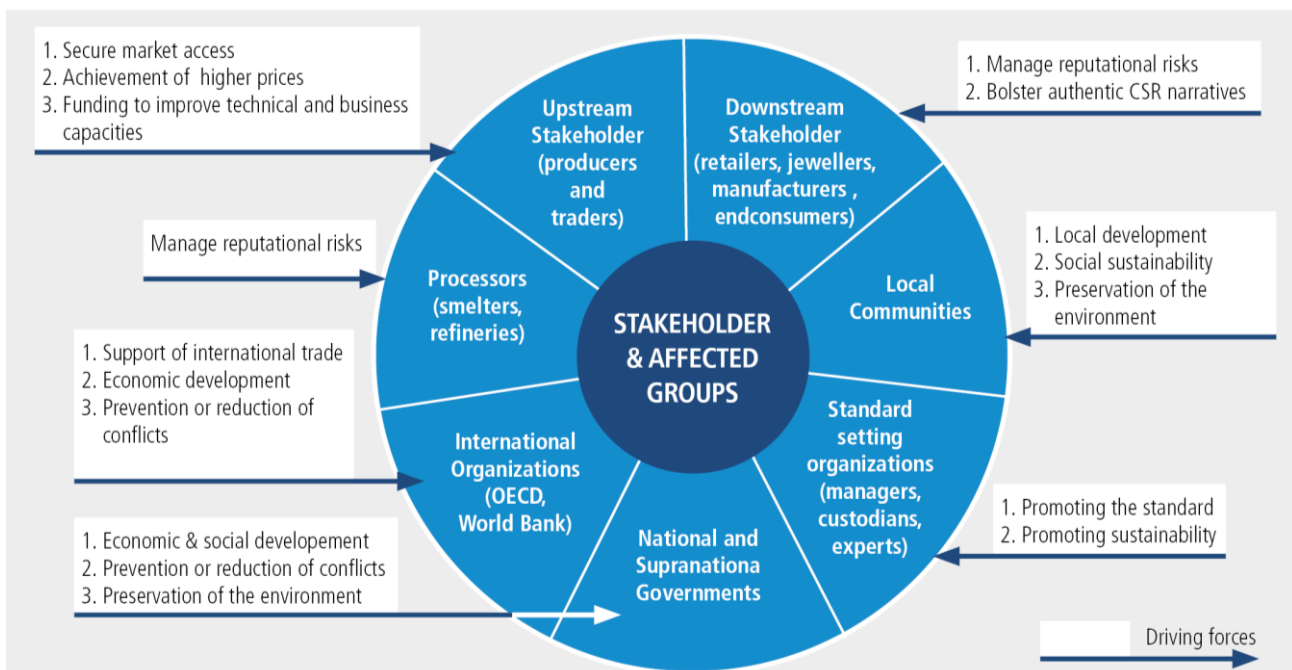 1. Secure market access
2. Achievement of higher prices
3. Funding to improve technical and business
capacities
Upstream
Stakeholder
(producers
and
traders)
Downstream
Stakeholder
(retailers, jewellers,
manufacturers ,
endconsumers)
1. Manage reputational risks
2. Bolster authentic CSR narratives
Manage reputational risks
Processors
(smelters,
refineries)
STAKEHOLDER
& AFFECTED
GROUPS
Local
Communities
1. Local development
2. Social sustainability
3. Preservation of the
environment
1. Support of international trade
2. Economic development
3. Prevention or reduction of
conflicts
International
Organizations
(OECD,
World Bank)
Standard
setting
organizations
(managers,
custodians,
experts)
1. Promoting the standard
2. Promoting sustainability
1. Economic & social developement
2. Prevention or reduction of conflicts
3. Preservation of the environment
National and
Supranationa
Governments
Driving forces